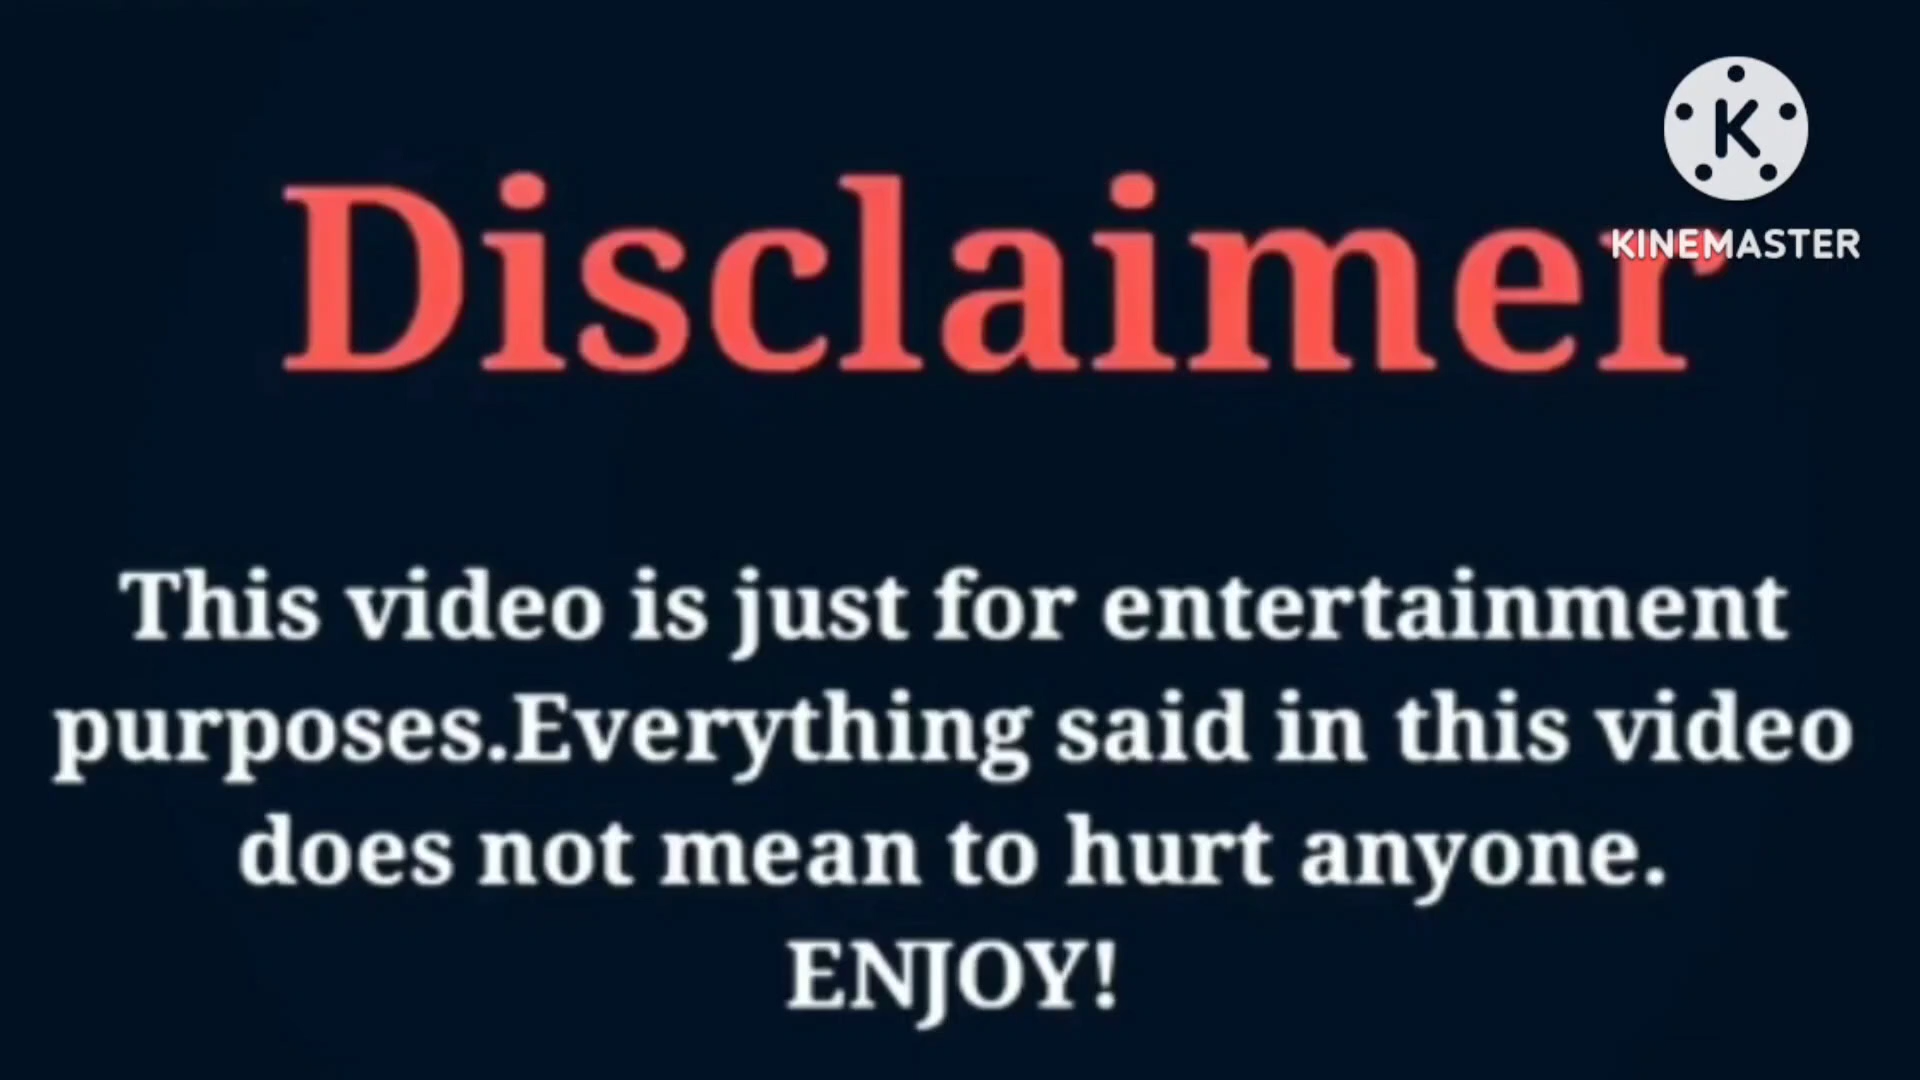 K
KINEMASTER
Disclaimer
This video is just for entertainment
purposes.Everything said in this video
does not mean to hurt anyone.
ENJOY!